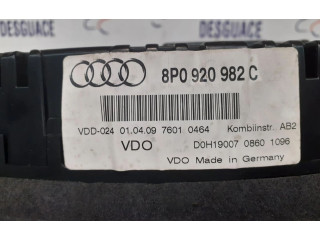 DESGUACE
8P0 920 982 C
VDD-024 01.04.09 7601 0464 Kombiinstr. AB2
VDO D0H19007 0860 1096
VDO Made in Germany